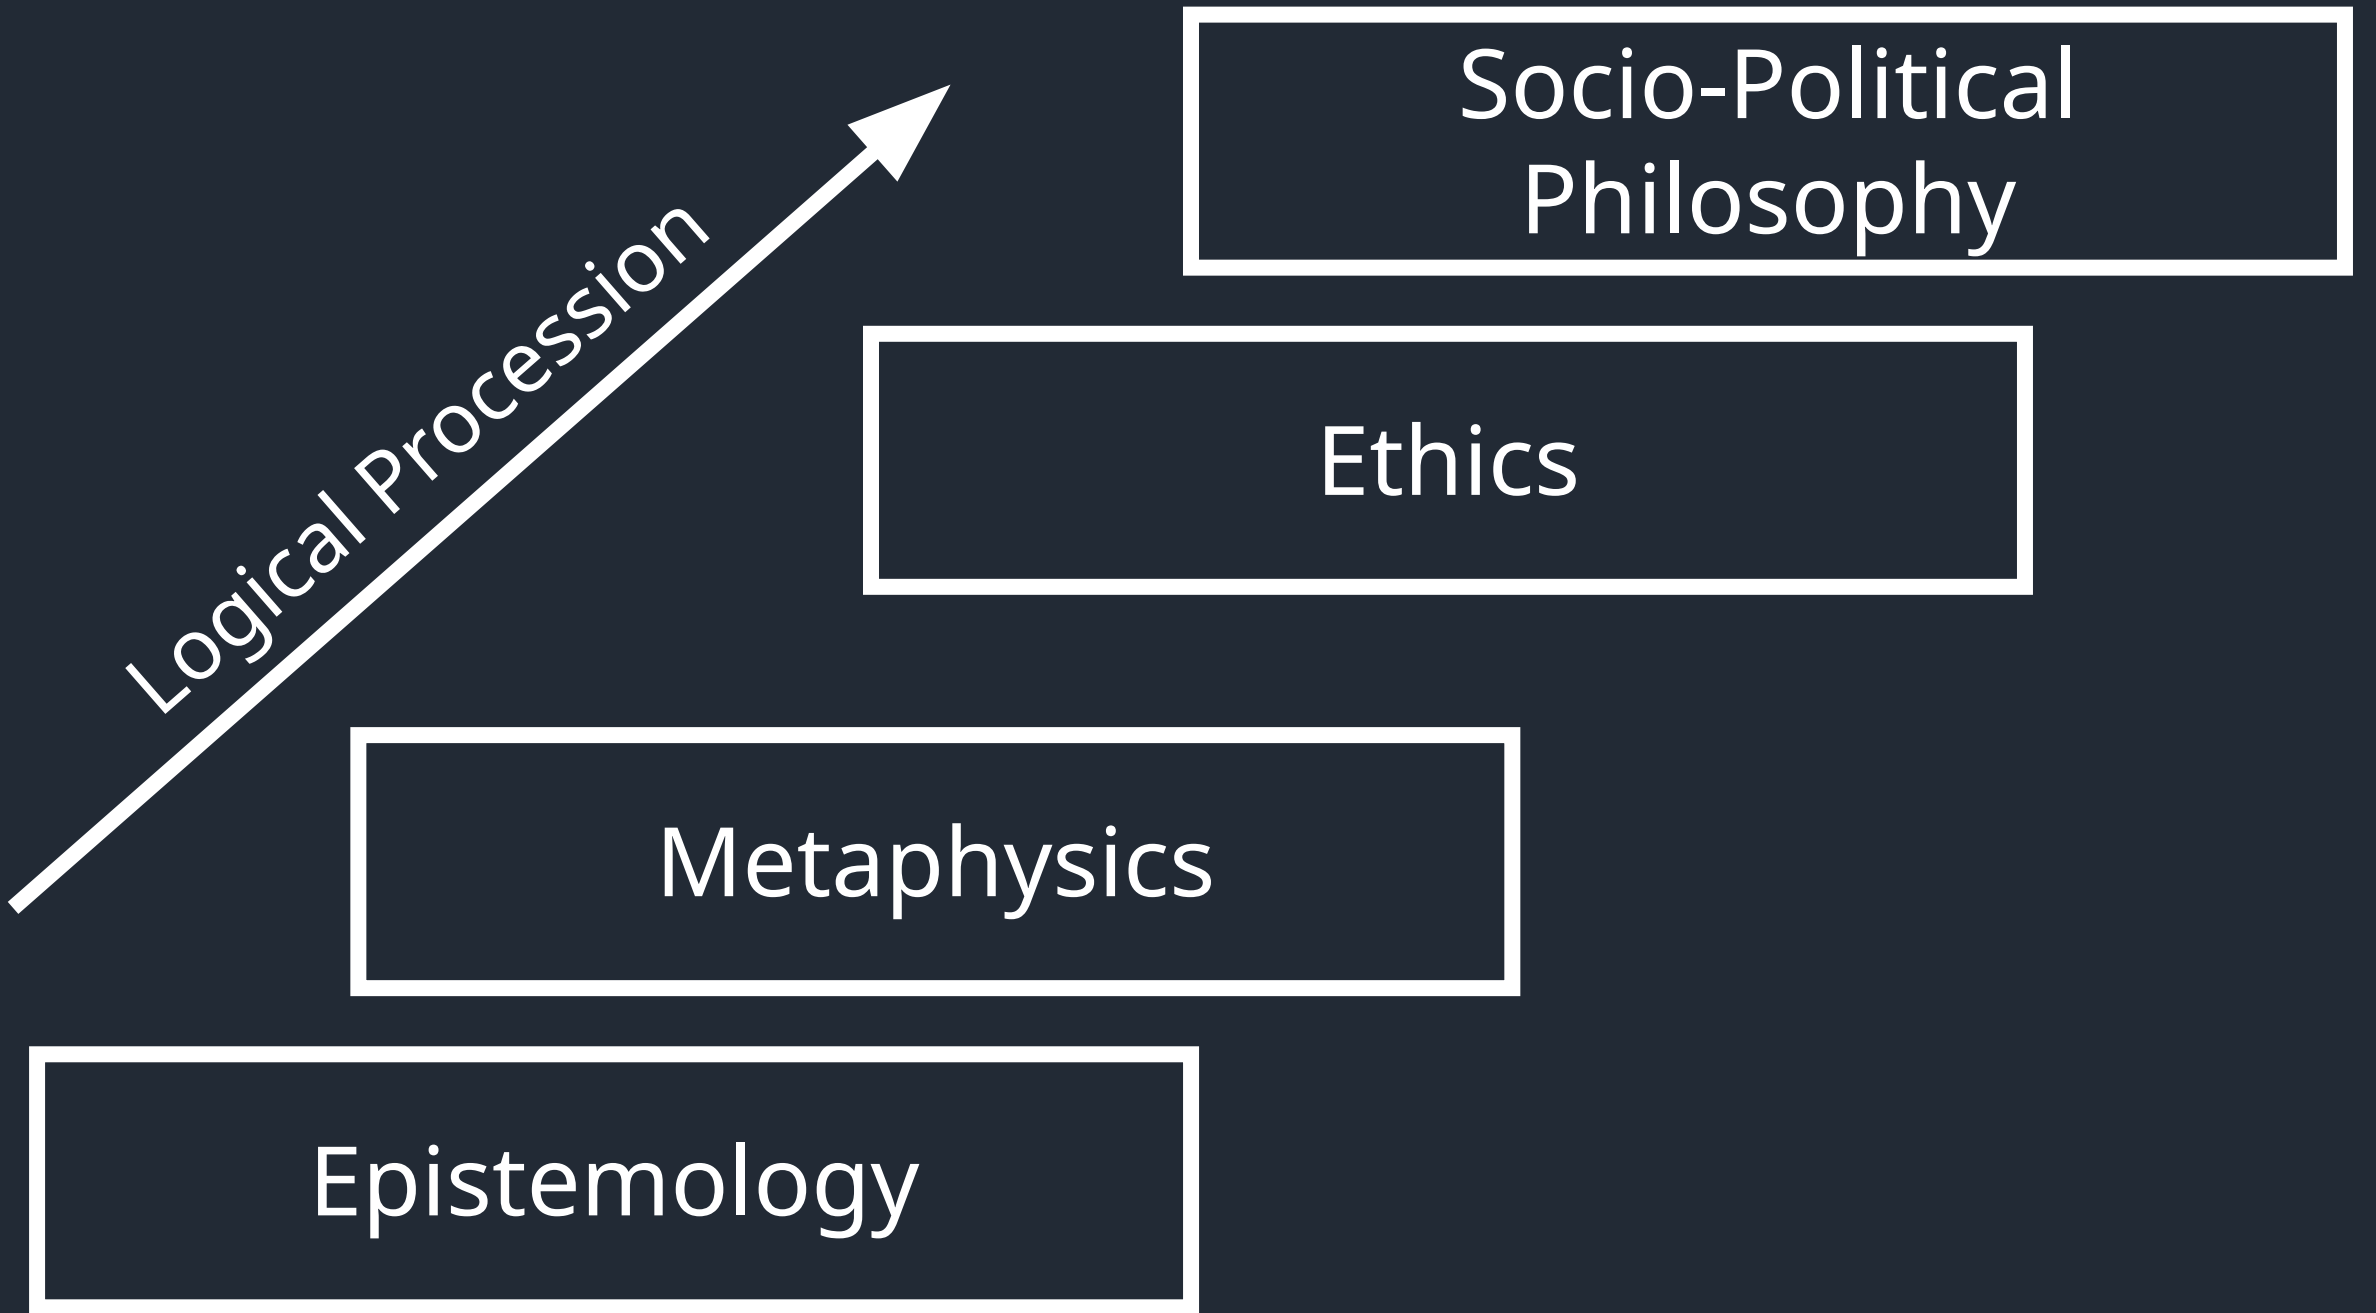 Socio-Political
Philosophy
Logical Procession
Ethics
Metaphysics
Epistemology